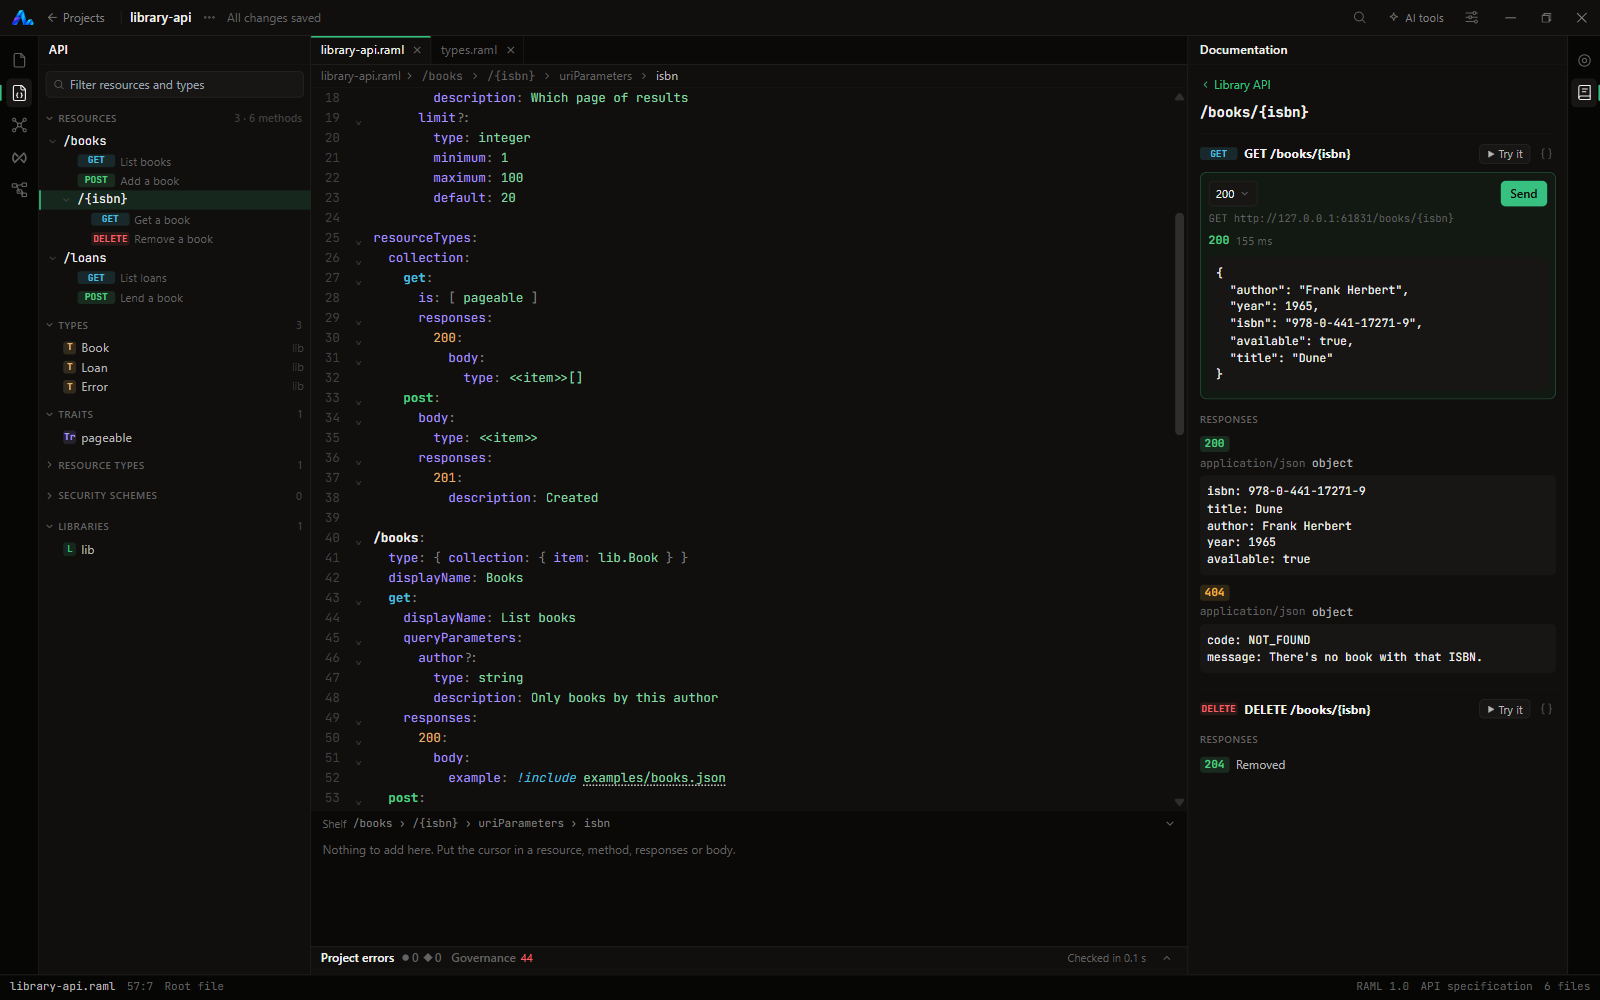 Projects library-api ··· All changes saved AI tools
API
Filter resources and types
RESOURCES 3 · 6 methods
/books
GET List books
POST Add a book
/{isbn}
GET Get a book
DELETE Remove a book
/loans
GET List loans
POST Lend a book
TYPES 3
T Book lib
T Loan lib
T Error lib
TRAITS 1
Tr pageable
RESOURCE TYPES 1
SECURITY SCHEMES 0
LIBRARIES 1
L lib
library-api.raml types.raml
library-api.raml > /books > /{isbn} > uriParameters > isbn
18 description: Which page of results
19 limit?:
20 type: integer
21 minimum: 1
22 maximum: 100
23 default: 20
24
25 resourceTypes:
26 collection:
27 get:
28 is: [ pageable ]
29 responses:
30 200:
31 body:
32 type: <<item>>[]
33 post:
34 body:
35 type: <<item>>
36 responses:
37 201:
38 description: Created
39
40 /books:
41 type: { collection: { item: lib.Book } }
42 displayName: Books
43 get:
44 displayName: List books
45 queryParameters:
46 author?:
47 type: string
48 description: Only books by this author
49 responses:
50 200:
51 body:
52 example: !include examples/books.json
53 post:
Shelf /books > /{isbn} > uriParameters > isbn
Nothing to add here. Put the cursor in a resource, method, responses or body.
Project errors 0 0 Governance 44 Checked in 0.1 s
Documentation
Library API
/books/{isbn}
GET GET /books/{isbn} Try it { }
200 Send
GET http://127.0.0.1:61831/books/{isbn}
200 155 ms
{
"author": "Frank Herbert",
"year": 1965,
"isbn": "978-0-441-17271-9",
"available": true,
"title": "Dune"
}
RESPONSES
200
application/json object
isbn: 978-0-441-17271-9
title: Dune
author: Frank Herbert
year: 1965
available: true
404
application/json object
code: NOT_FOUND
message: There's no book with that ISBN.
DELETE DELETE /books/{isbn} Try it { }
RESPONSES
204 Removed
library-api.raml 57:7 Root file RAML 1.0 API specification 6 files